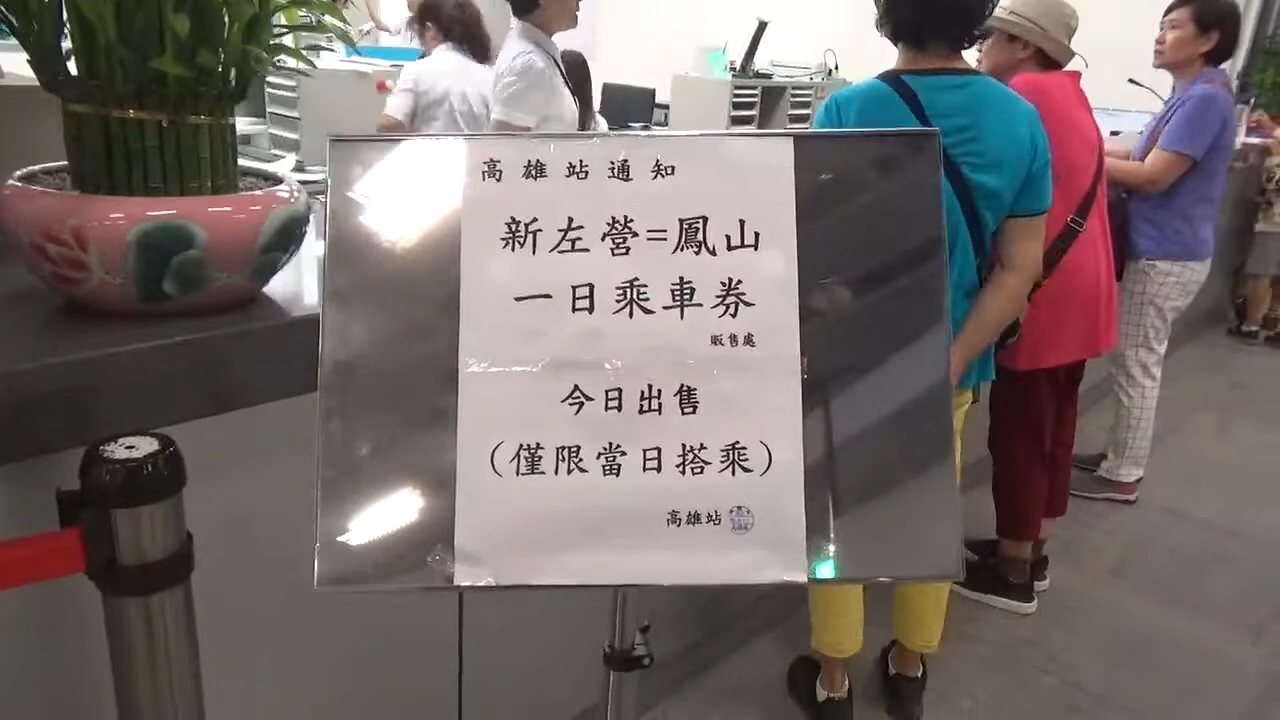 高雄站通知
新左營=鳳山
一日乘車券
販售處
今日出售
(僅限當日搭乘)
高雄站